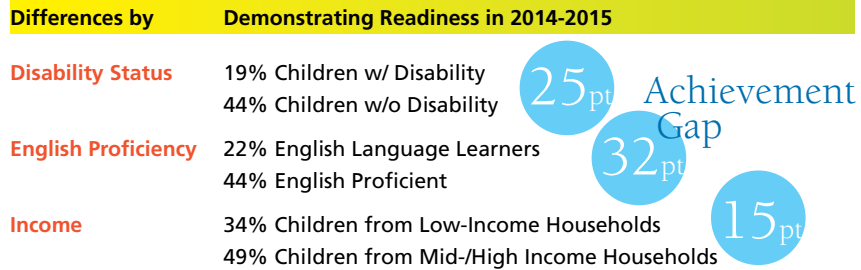 Differences by Demonstrating Readiness in 2014-2015
Disability Status 19% Children w/ Disability
44% Children w/o Disability
25pt
Achievement
Gap
English Proficiency 22% English Language Learners
44% English Proficient
32pt
Income 34% Children from Low-Income Households
49% Children from Mid-/High Income Households
15pt